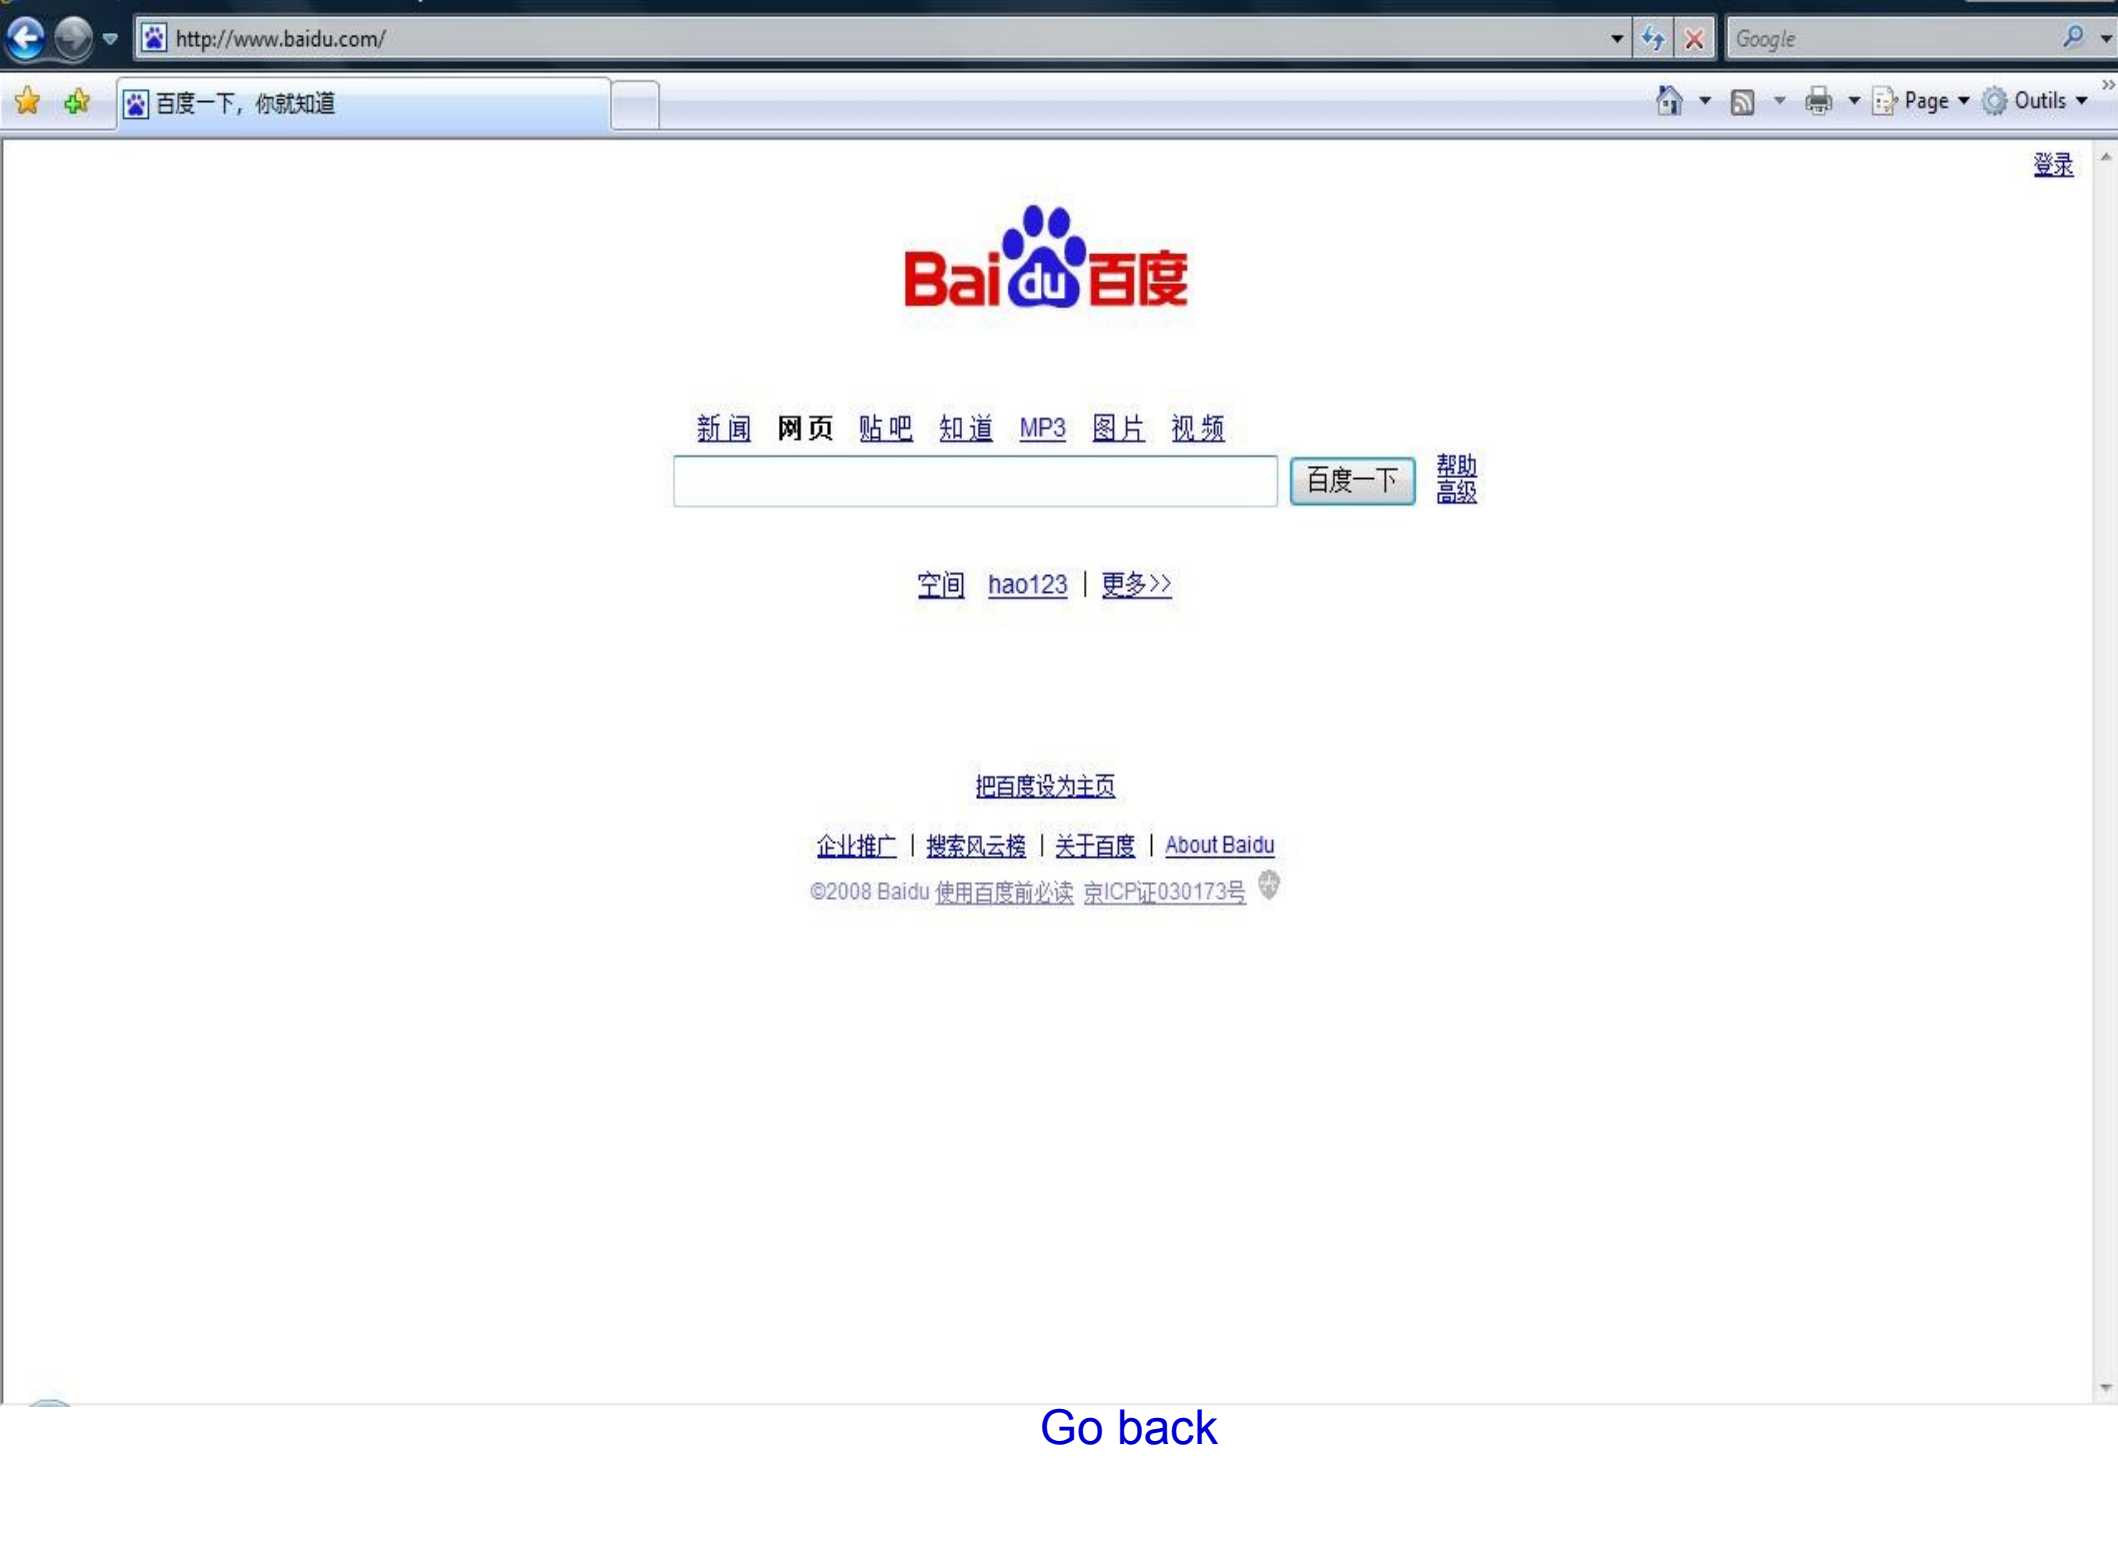 http://www.baidu.com/
Google
百度一下，你就知道
Page
Outils
登录
Bai du 百度
新闻 网页 贴吧 知道 MP3 图片 视频
百度一下
帮助
高级
空间 hao123 | 更多>>
把百度设为主页
企业推广 | 搜索风云榜 | 关于百度 | About Baidu
©2008 Baidu 使用百度前必读 京ICP证030173号
Go back